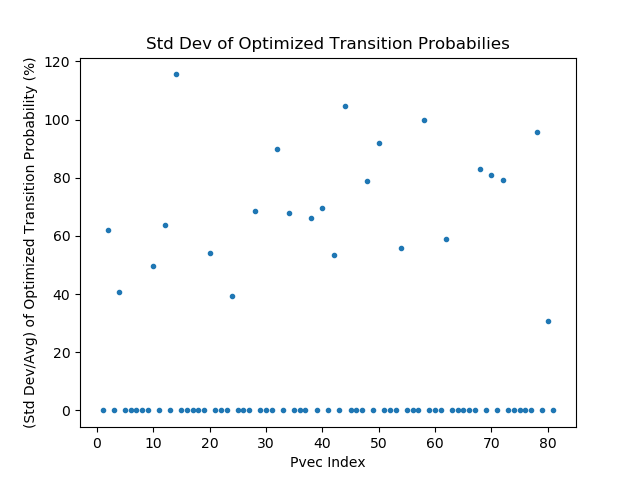 Std Dev of Optimized Transition Probabilies
(Std Dev/Avg) of Optimized Transition Probability (%)
120
100
80
60
40
20
0
0 10 20 30 40 50 60 70 80
Pvec Index